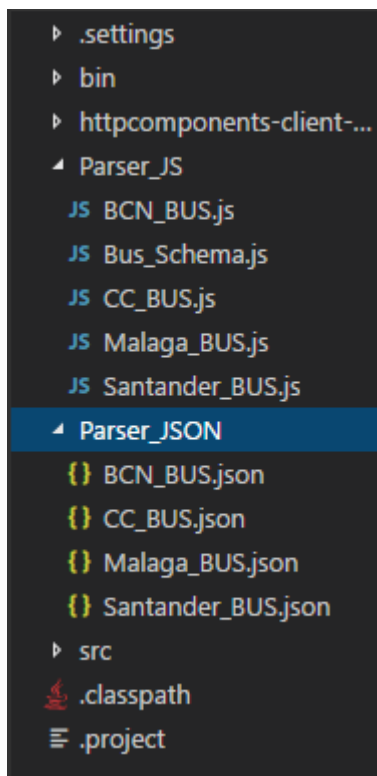 .settings
bin
httpcomponents-client-...
Parser_JS
JS BCN_BUS.js
JS Bus_Schema.js
JS CC_BUS.js
JS Malaga_BUS.js
JS Santander_BUS.js
Parser_JSON
{} BCN_BUS.json
{} CC_BUS.json
{} Malaga_BUS.json
{} Santander_BUS.json
src
.classpath
.project